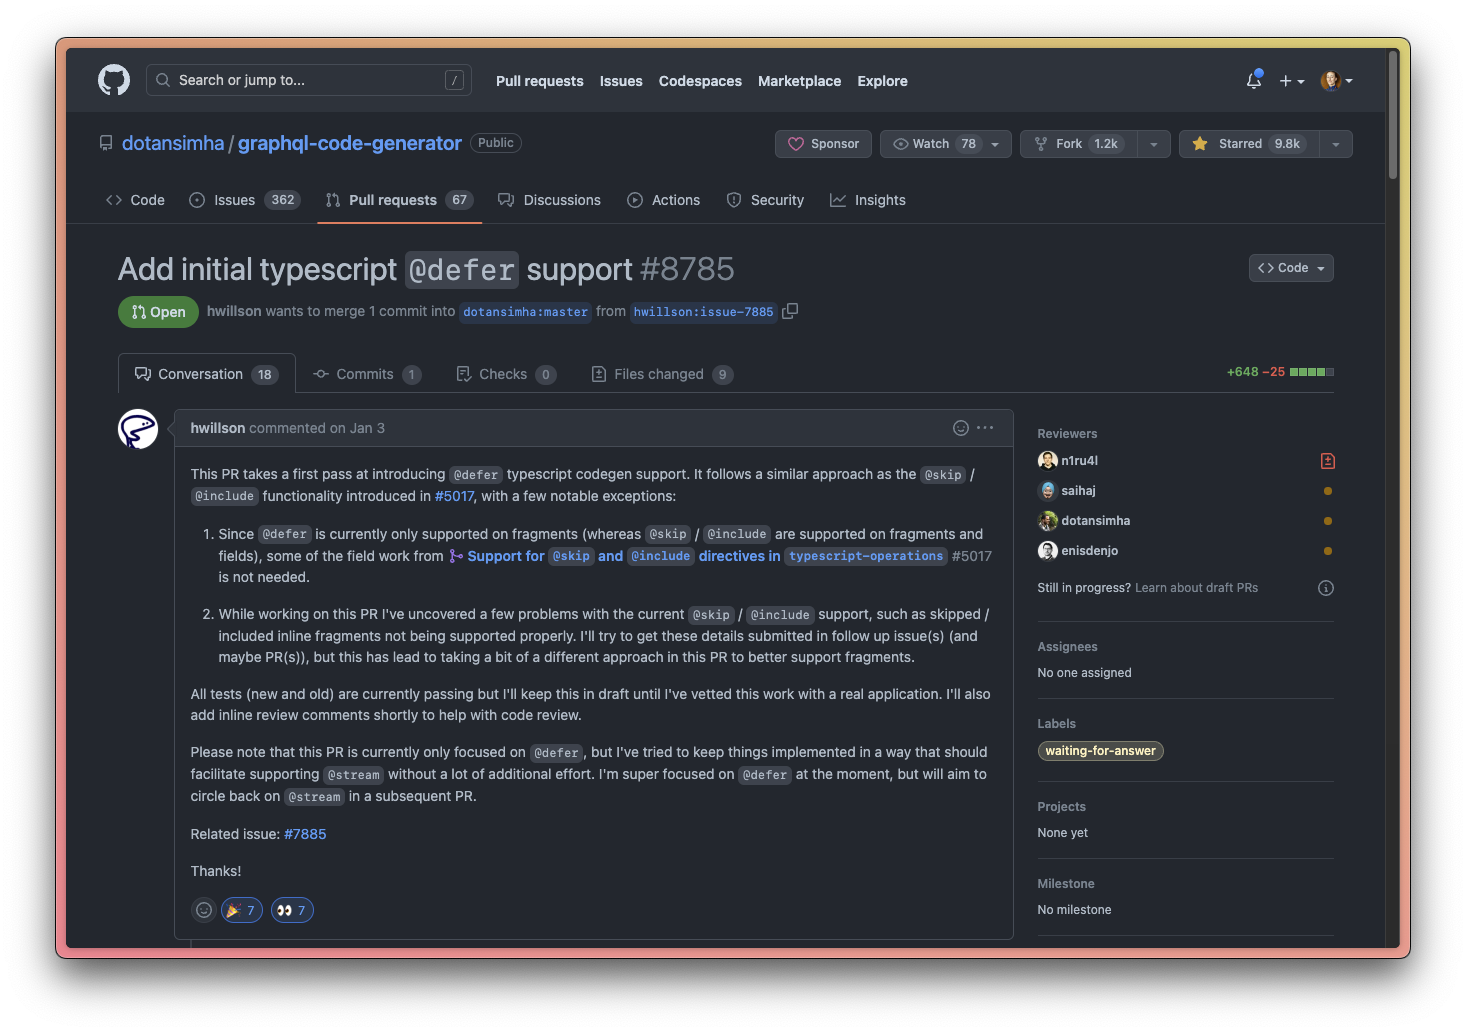 Search or jump to...
/
Pull requests
Issues
Codespaces
Marketplace
Explore
dotansimha / graphql-code-generator
Public
Sponsor
Watch 78
Fork 1.2k
Starred 9.8k
Code
Issues 362
Pull requests 67
Discussions
Actions
Security
Insights
Add initial typescript @defer support #8785
Code
Open
hwillson wants to merge 1 commit into dotansimha:master from hwillson:issue-7885
Conversation 18
Commits 1
Checks 0
Files changed 9
+648 −25
hwillson commented on Jan 3
This PR takes a first pass at introducing @defer typescript codegen support. It follows a similar approach as the @skip /
@include functionality introduced in #5017, with a few notable exceptions:
1. Since @defer is currently only supported on fragments (whereas @skip / @include are supported on fragments and
fields), some of the field work from Support for @skip and @include directives in typescript-operations #5017
is not needed.
2. While working on this PR I've uncovered a few problems with the current @skip / @include support, such as skipped /
included inline fragments not being supported properly. I'll try to get these details submitted in follow up issue(s) (and
maybe PR(s)), but this has lead to taking a bit of a different approach in this PR to better support fragments.
All tests (new and old) are currently passing but I'll keep this in draft until I've vetted this work with a real application. I'll also
add inline review comments shortly to help with code review.
Please note that this PR is currently only focused on @defer, but I've tried to keep things implemented in a way that should
facilitate supporting @stream without a lot of additional effort. I'm super focused on @defer at the moment, but will aim to
circle back on @stream in a subsequent PR.
Related issue: #7885
Thanks!
7
7
Reviewers
n1ru4l
saihaj
dotansimha
enisdenjo
Still in progress? Learn about draft PRs
Assignees
No one assigned
Labels
waiting-for-answer
Projects
None yet
Milestone
No milestone